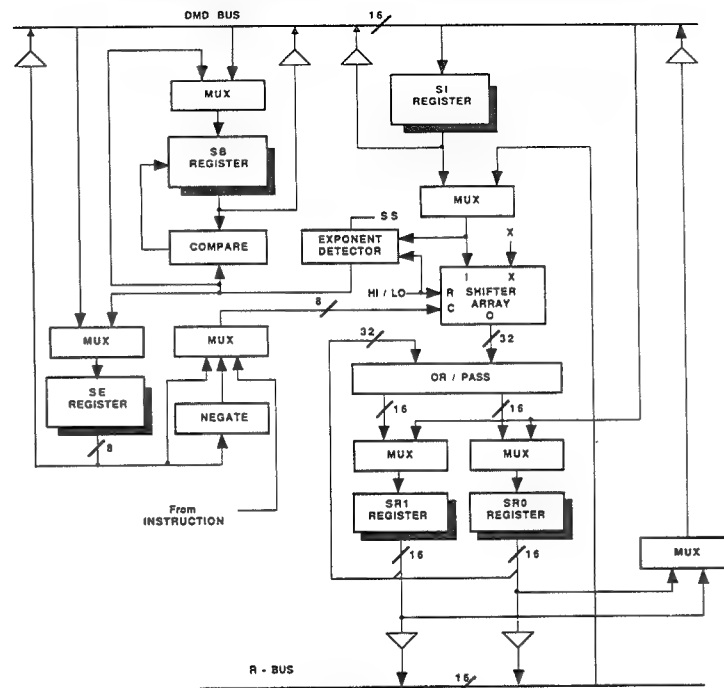 DMD BUS 16
SI
REGISTER
MUX
SB
REGISTER
MUX
SS
EXPONENT
DETECTOR
X
COMPARE
I X
HI / LO
R SHIFTER
ARRAY
C
O
8
MUX
MUX
32
32
SE
REGISTER
OR / PASS
NEGATE
16
16
8
MUX
MUX
From
INSTRUCTION
SR1
REGISTER
SR0
REGISTER
16
16
MUX
R - BUS
16